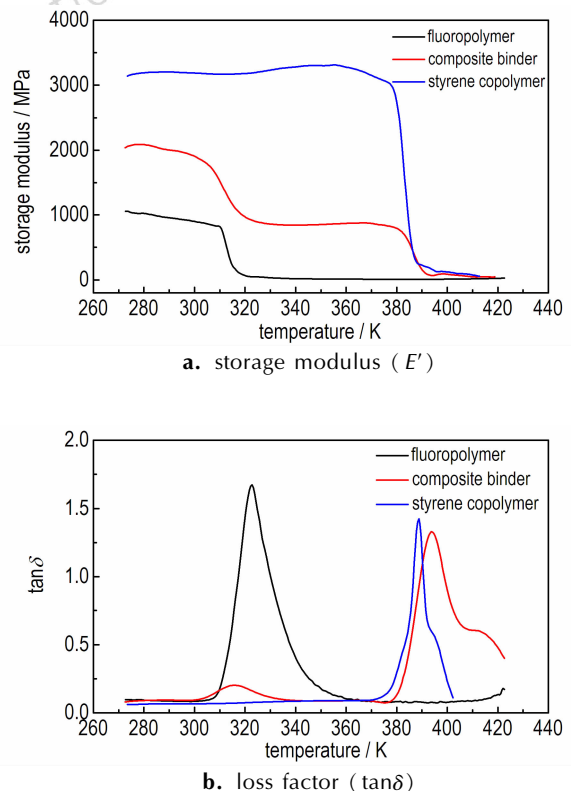 fluoropolymer
composite binder
styrene copolymer
4000
3000
2000
1000
0
storage modulus / MPa
260 280 300 320 340 360 380 400 420 440
temperature / K
a. storage modulus ( E′ )
fluoropolymer
composite binder
styrene copolymer
2.0
1.5
1.0
0.5
0.0
tanδ
260 280 300 320 340 360 380 400 420 440
temperature / K
b. loss factor ( tanδ )